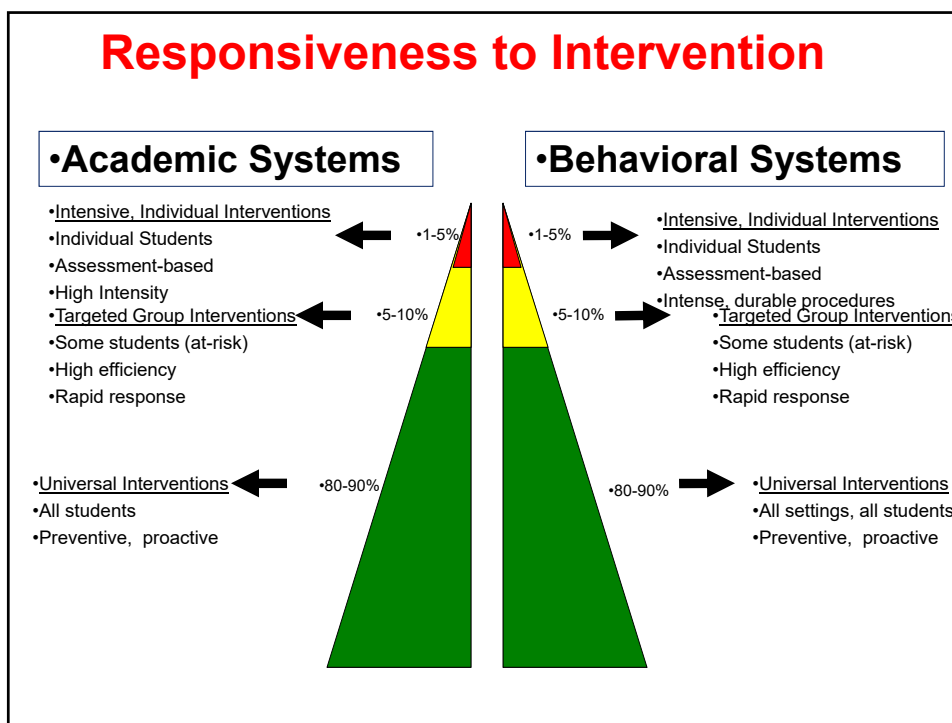 Responsiveness to Intervention
•Academic Systems
•Intensive, Individual Interventions
•Individual Students
•Assessment-based
•High Intensity
•Targeted Group Interventions
•Some students (at-risk)
•High efficiency
•Rapid response
•Universal Interventions
•All students
•Preventive, proactive
•1-5%
•5-10%
•80-90%
•Behavioral Systems
•1-5%
•5-10%
•80-90%
•Intensive, Individual Interventions
•Individual Students
•Assessment-based
•Intense, durable procedures
•Targeted Group Interventions
•Some students (at-risk)
•High efficiency
•Rapid response
•Universal Interventions
•All settings, all students
•Preventive, proactive